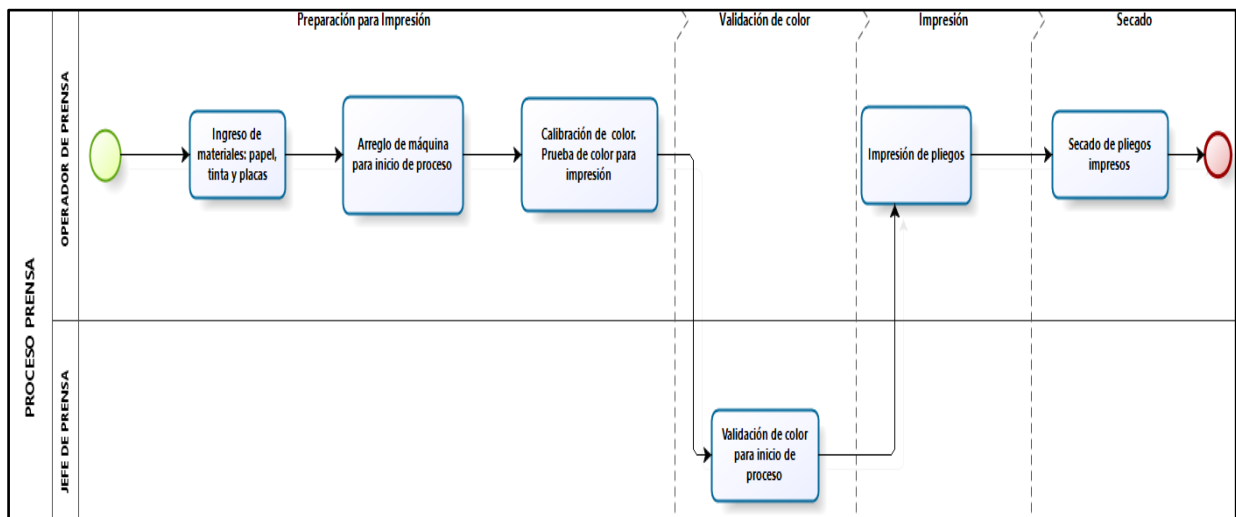 Preparación para Impresión
Validación de color
Impresión
Secado
PROCESO PRENSA
OPERADOR DE PRENSA
Ingreso de
materiales: papel,
tinta y placas
Arreglo de máquina
para inicio de proceso
Calibración de color.
Prueba de color para
impresión
Impresión de pliegos
Secado de pliegos
impresos
JEFE DE PRENSA
Validación de color
para inicio de
proceso